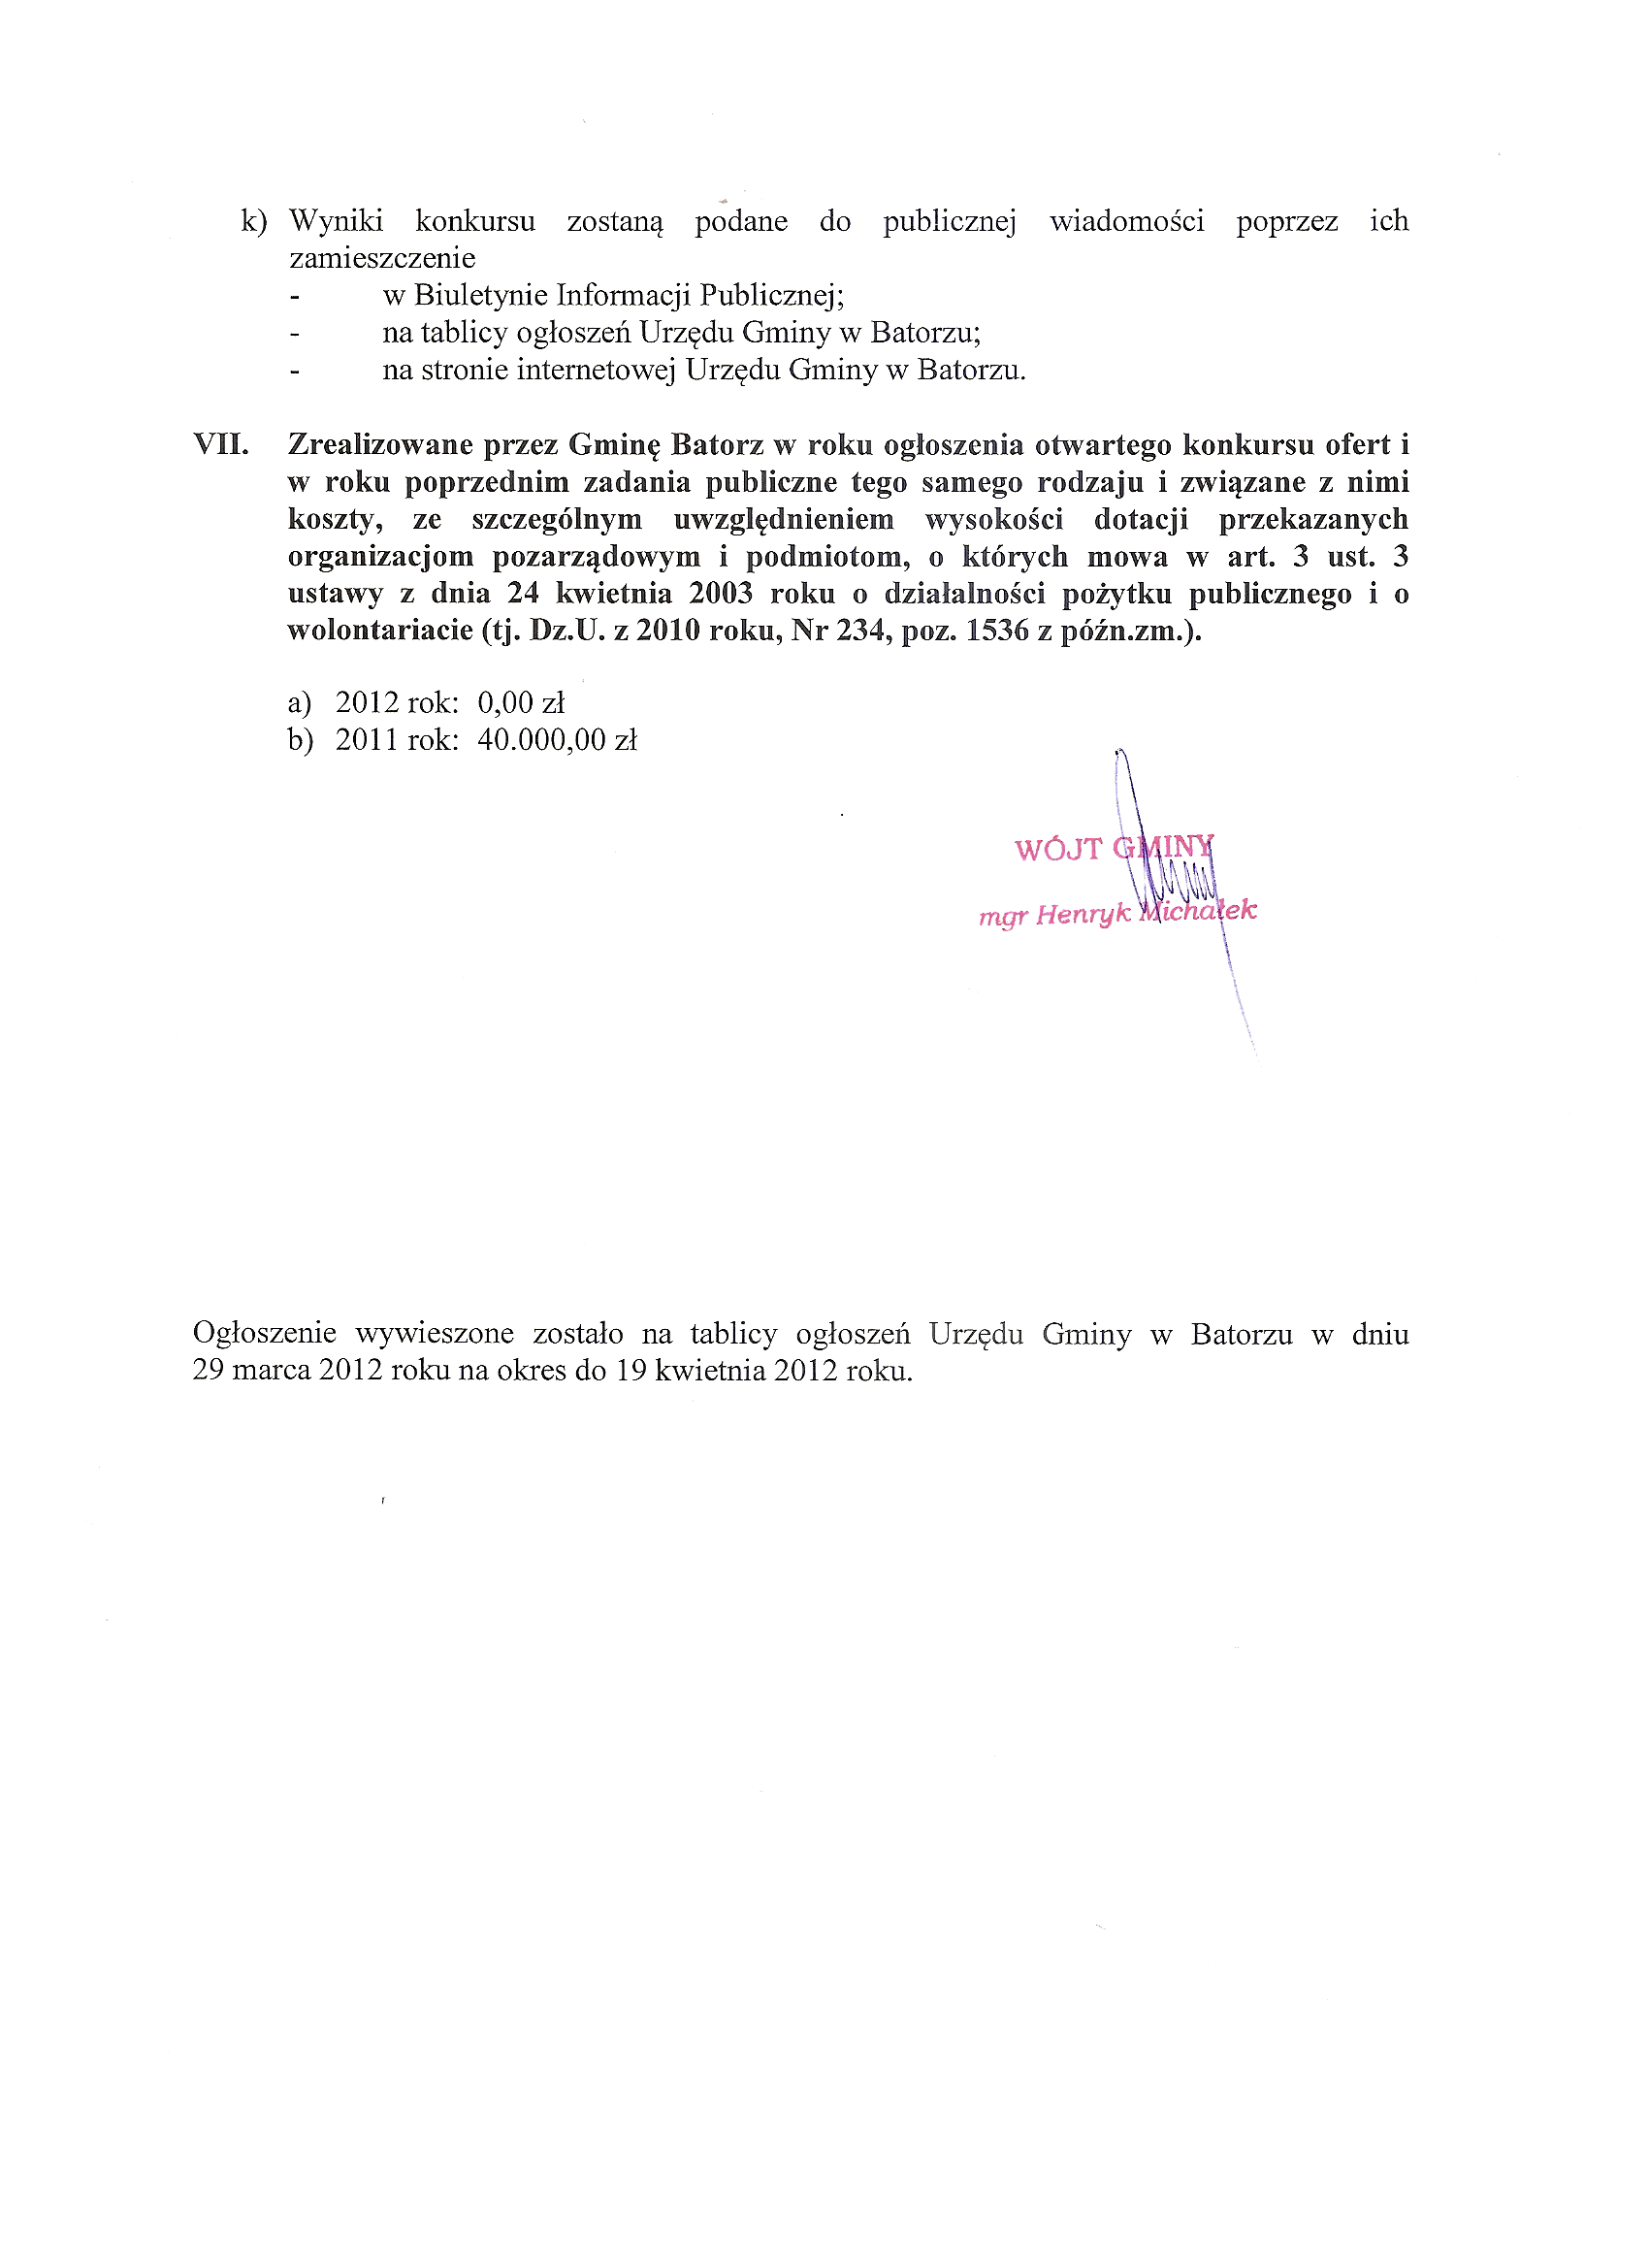 k) Wyniki konkursu zostaną podane do publicznej wiadomości poprzez ich
zamieszczenie
- w Biuletynie Informacji Publicznej;
- na tablicy ogłoszeń Urzędu Gminy w Batorzu;
- na stronie internetowej Urzędu Gminy w Batorzu.
VII. Zrealizowane przez Gminę Batorz w roku ogłoszenia otwartego konkursu ofert i
w roku poprzednim zadania publiczne tego samego rodzaju i związane z nimi
koszty, ze szczególnym uwzględnieniem wysokości dotacji przekazanych
organizacjom pozarządowym i podmiotom, o których mowa w art. 3 ust. 3
ustawy z dnia 24 kwietnia 2003 roku o działalności pożytku publicznego i o
wolontariacie (tj. Dz.U. z 2010 roku, Nr 234, poz. 1536 z późn.zm.).
a) 2012 rok: 0,00 zł
b) 2011 rok: 40.000,00 zł
WÓJT GMINY
mgr Henryk Michałek
Ogłoszenie wywieszone zostało na tablicy ogłoszeń Urzędu Gminy w Batorzu w dniu
29 marca 2012 roku na okres do 19 kwietnia 2012 roku.